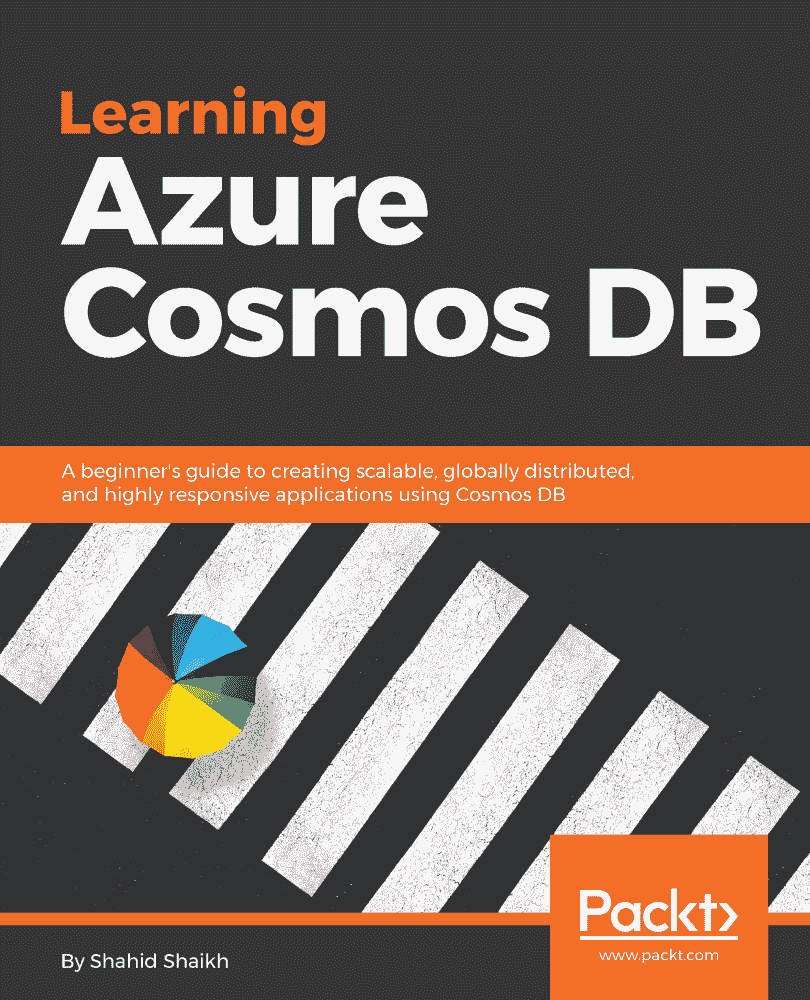 Learning
Azure
Cosmos DB
A beginner's guide to creating scalable, globally distributed,
and highly responsive applications using Cosmos DB
Packt>
www.packt.com
By Shahid Shaikh